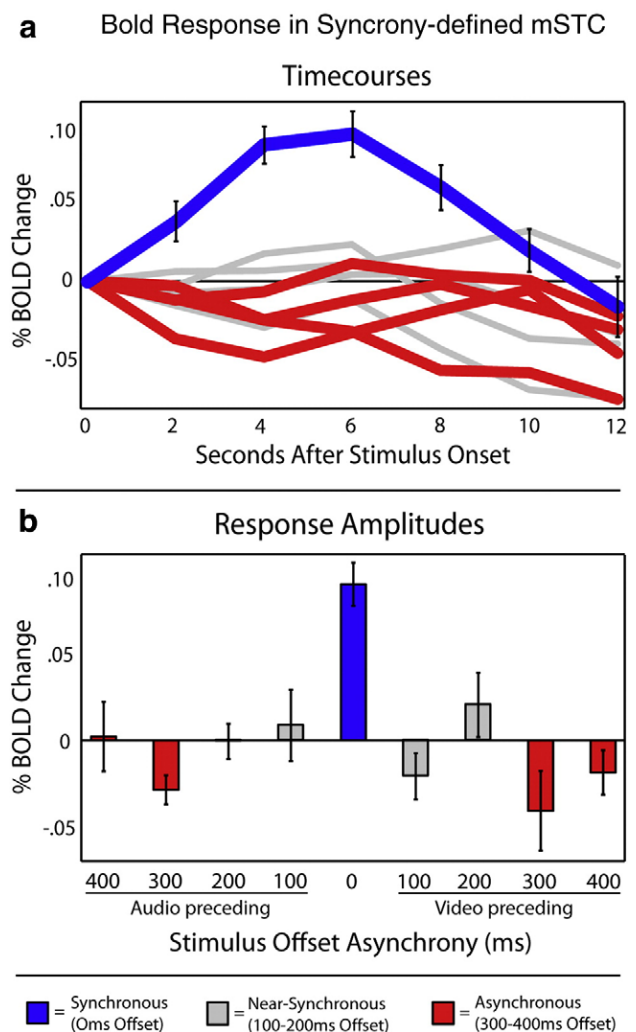 a Bold Response in Syncrony-defined mSTC
Timecourses
% BOLD Change
.10
.05
0
-.05
0 2 4 6 8 10 12
Seconds After Stimulus Onset
b Response Amplitudes
% BOLD Change
.10
.05
0
-.05
400 300 200 100 0 100 200 300 400
Audio preceding Video preceding
Stimulus Offset Asynchrony (ms)
= Synchronous = Near-Synchronous = Asynchronous
(0ms Offset) (100-200ms Offset) (300-400ms Offset)